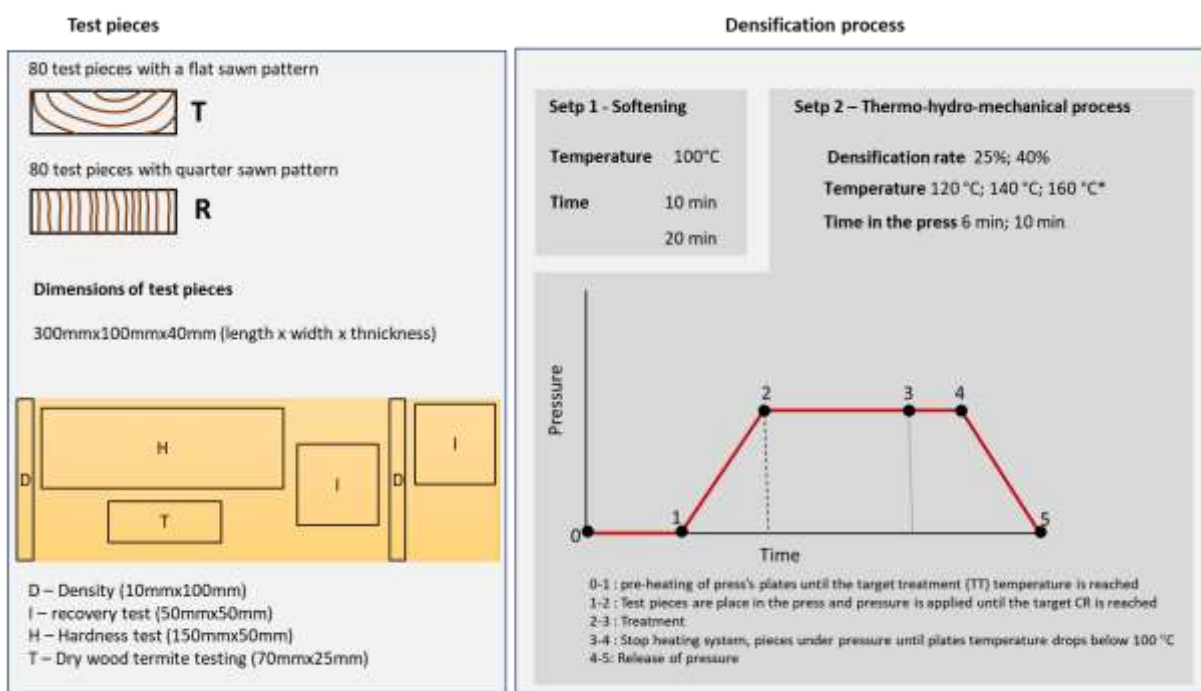 Test pieces
80 test pieces with a flat sawn pattern
T
80 test pieces with quarter sawn pattern
R
Dimensions of test pieces
300mmx100mmx40mm (length x width x thnickness)
D
H
T
I
D
I
D – Density (10mmx100mm)
I – recovery test (50mmx50mm)
H – Hardness test (150mmx50mm)
T – Dry wood termite testing (70mmx25mm)
Densification process
Setp 1 - Softening
Temperature 100°C
Time 10 min
20 min
Setp 2 – Thermo-hydro-mechanical process
Densification rate 25%; 40%
Temperature 120 °C; 140 °C; 160 °C*
Time in the press 6 min; 10 min
Pressure
0
1
2
3
4
5
Time
0-1 : pre-heating of press's plates until the target treatment (TT) temperature is reached
1-2 : Test pieces are place in the press and pressure is applied until the target CR is reached
2-3 : Treatment
3-4 : Stop heating system, pieces under pressure until plates temperature drops below 100 °C
4-5: Release of pressure